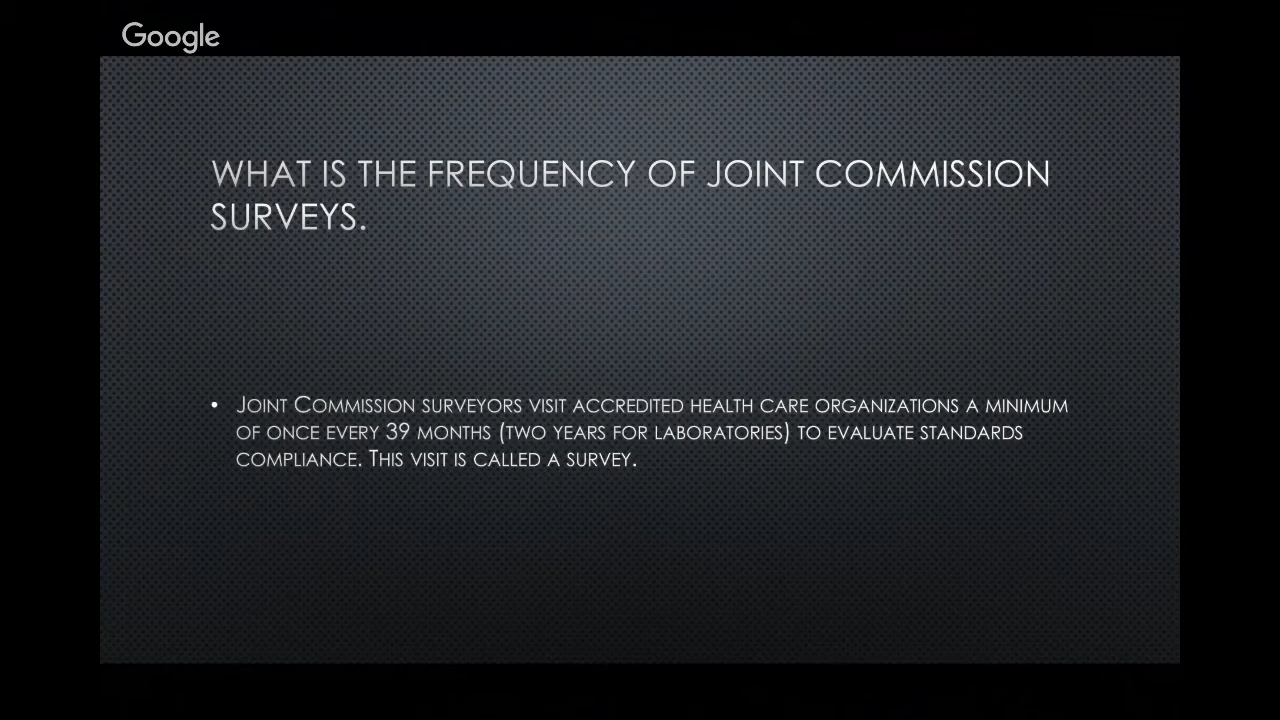 Google
WHAT IS THE FREQUENCY OF JOINT COMMISSION
SURVEYS.
• JOINT COMMISSION SURVEYORS VISIT ACCREDITED HEALTH CARE ORGANIZATIONS A MINIMUM
OF ONCE EVERY 39 MONTHS (TWO YEARS FOR LABORATORIES) TO EVALUATE STANDARDS
COMPLIANCE. THIS VISIT IS CALLED A SURVEY.